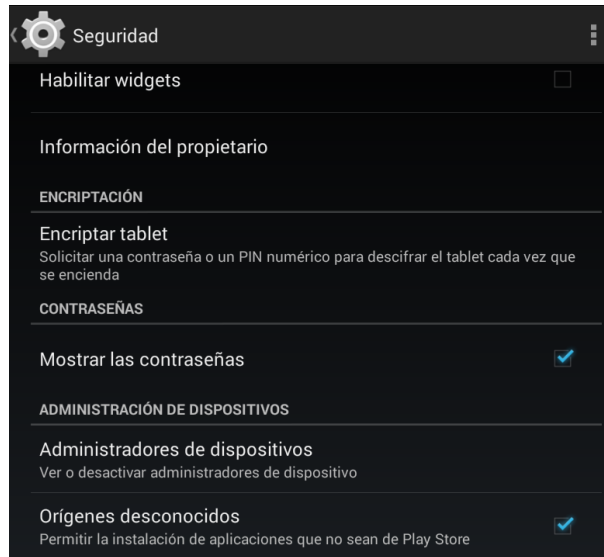 Seguridad
Habilitar widgets
Información del propietario
ENCRIPTACIÓN
Encriptar tablet
Solicitar una contraseña o un PIN numérico para descifrar el tablet cada vez que
se encienda
CONTRASEÑAS
Mostrar las contraseñas
ADMINISTRACIÓN DE DISPOSITIVOS
Administradores de dispositivos
Ver o desactivar administradores de dispositivo
Orígenes desconocidos
Permitir la instalación de aplicaciones que no sean de Play Store